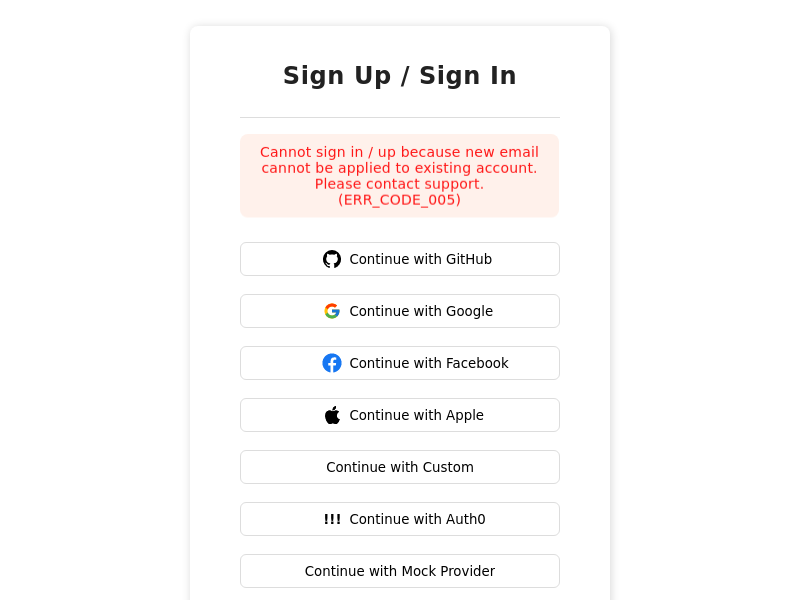 Sign Up / Sign In
Cannot sign in / up because new email
cannot be applied to existing account.
Please contact support.
(ERR_CODE_005)
Continue with GitHub
Continue with Google
Continue with Facebook
Continue with Apple
Continue with Custom
!!! Continue with Auth0
Continue with Mock Provider